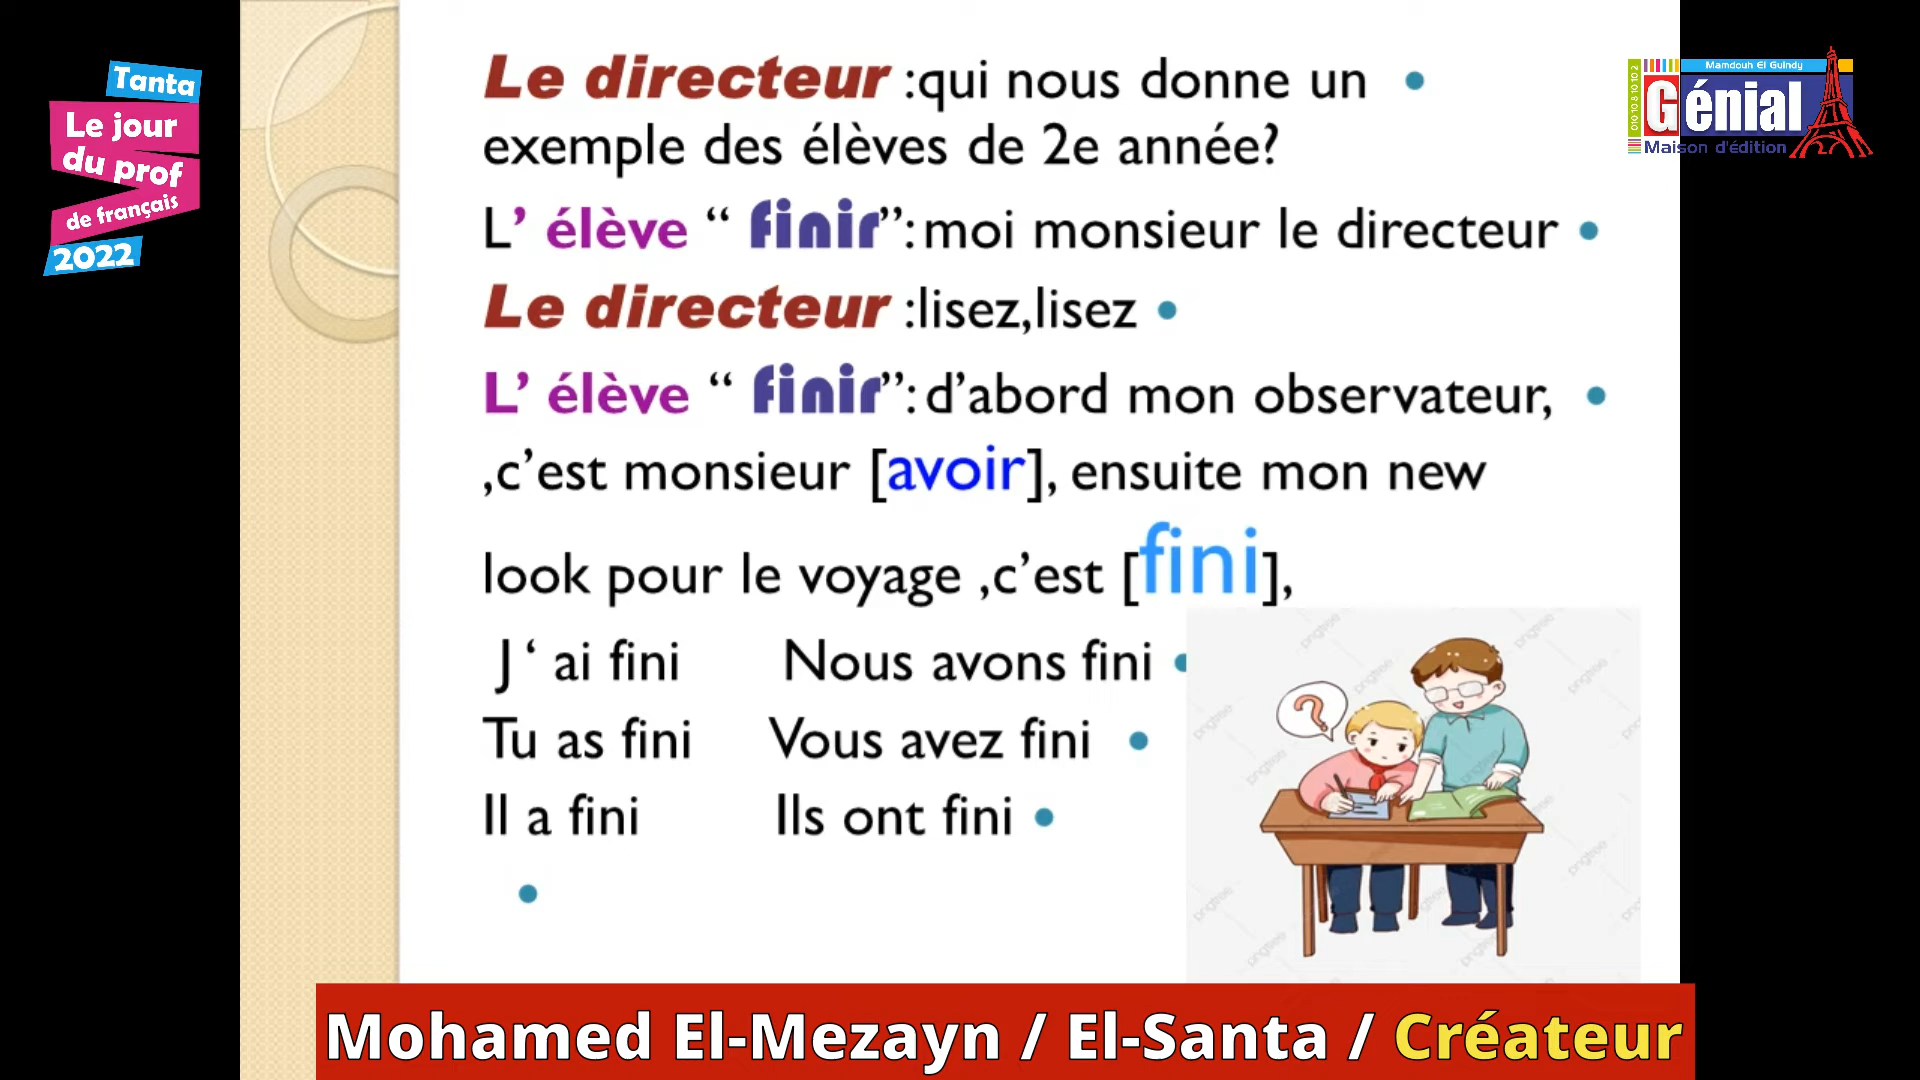 Tanta
Le jour
du prof
de français
2022
Mamdouh El Guindy
Génial
Maison d'édition
Le directeur :qui nous donne un
exemple des élèves de 2e année?
L’ élève “ finir”:moi monsieur le directeur
Le directeur :lisez,lisez
L’ élève “ finir”:d’abord mon observateur,
,c’est monsieur [avoir], ensuite mon new
look pour le voyage ,c’est [fini],
J ‘ ai fini Nous avons fini
Tu as fini Vous avez fini
Il a fini Ils ont fini
?
pngtree
Mohamed El-Mezayn / El-Santa / Créateur